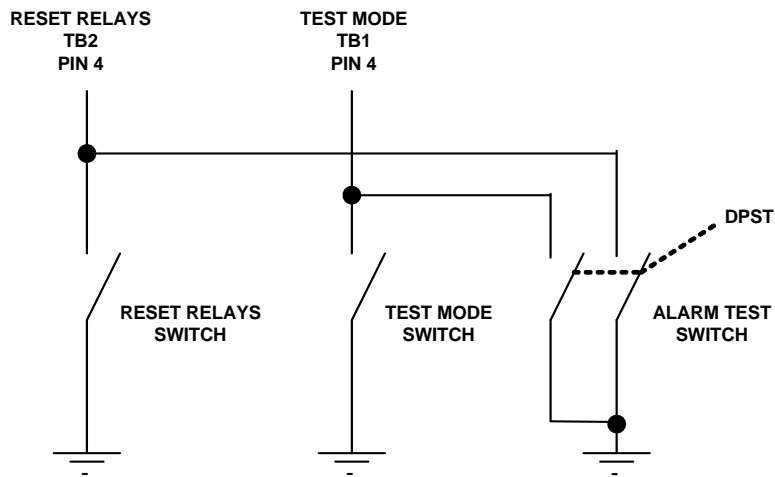 RESET RELAYS
TB2
PIN 4
TEST MODE
TB1
PIN 4
DPST
RESET RELAYS
SWITCH
TEST MODE
SWITCH
ALARM TEST
SWITCH